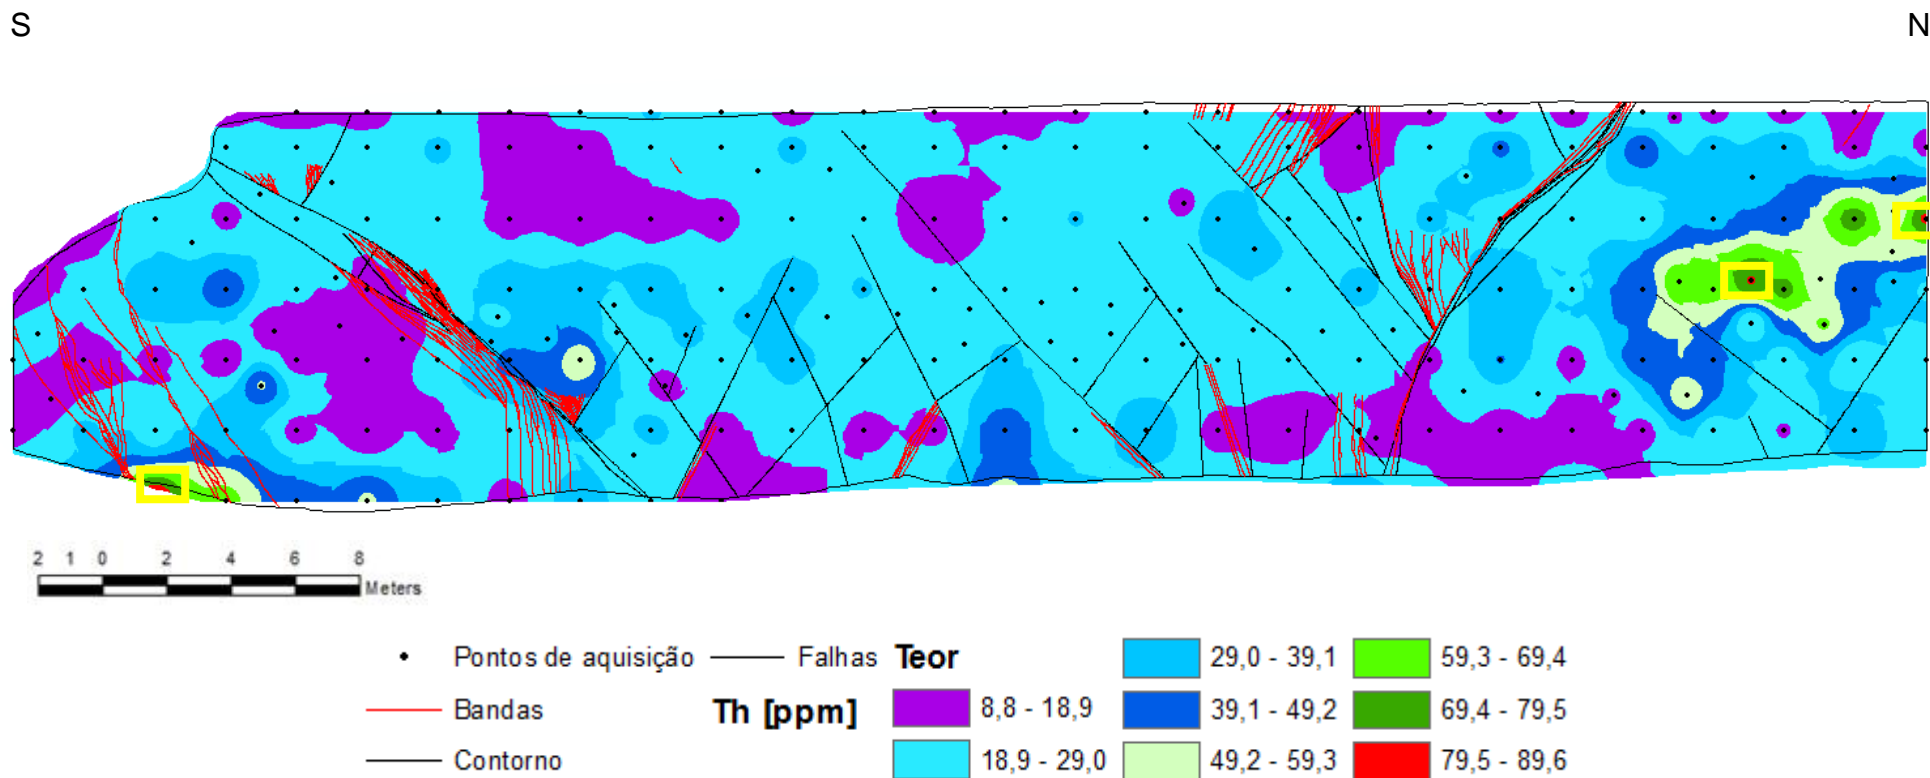 S N
2 1 0 2 4 6 8
Meters
Pontos de aquisição Falhas Teor 29,0 - 39,1 59,3 - 69,4
Bandas Th [ppm] 8,8 - 18,9 39,1 - 49,2 69,4 - 79,5
Contorno 18,9 - 29,0 49,2 - 59,3 79,5 - 89,6